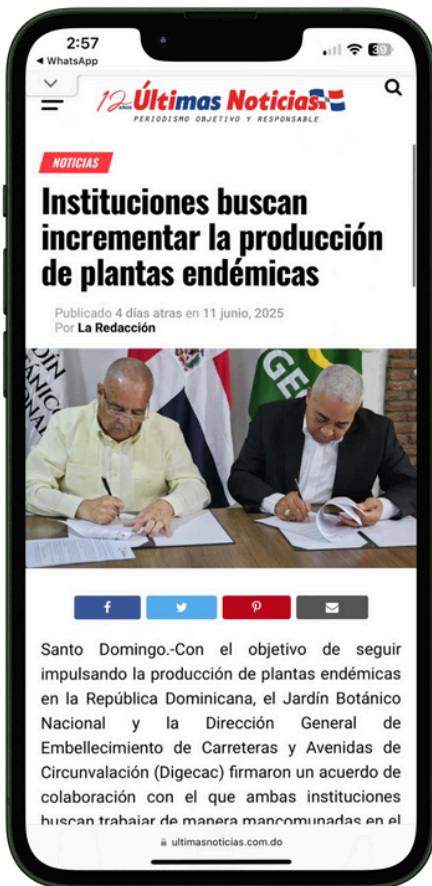 2:57
39
◀ WhatsApp
12 AÑOS Últimas Noticias
PERIODISMO OBJETIVO Y RESPONSABLE
NOTICIAS
Instituciones buscan
incrementar la producción
de plantas endémicas
Publicado 4 días atras en 11 junio, 2025
Por La Redacción
Santo Domingo.-Con el objetivo de seguir
impulsando la producción de plantas endémicas
en la República Dominicana, el Jardín Botánico
Nacional y la Dirección General de
Embellecimiento de Carreteras y Avenidas de
Circunvalación (Digecac) firmaron un acuerdo de
colaboración con el que ambas instituciones
buscan trabajar de manera mancomunadas en el
ultimasnoticias.com.do